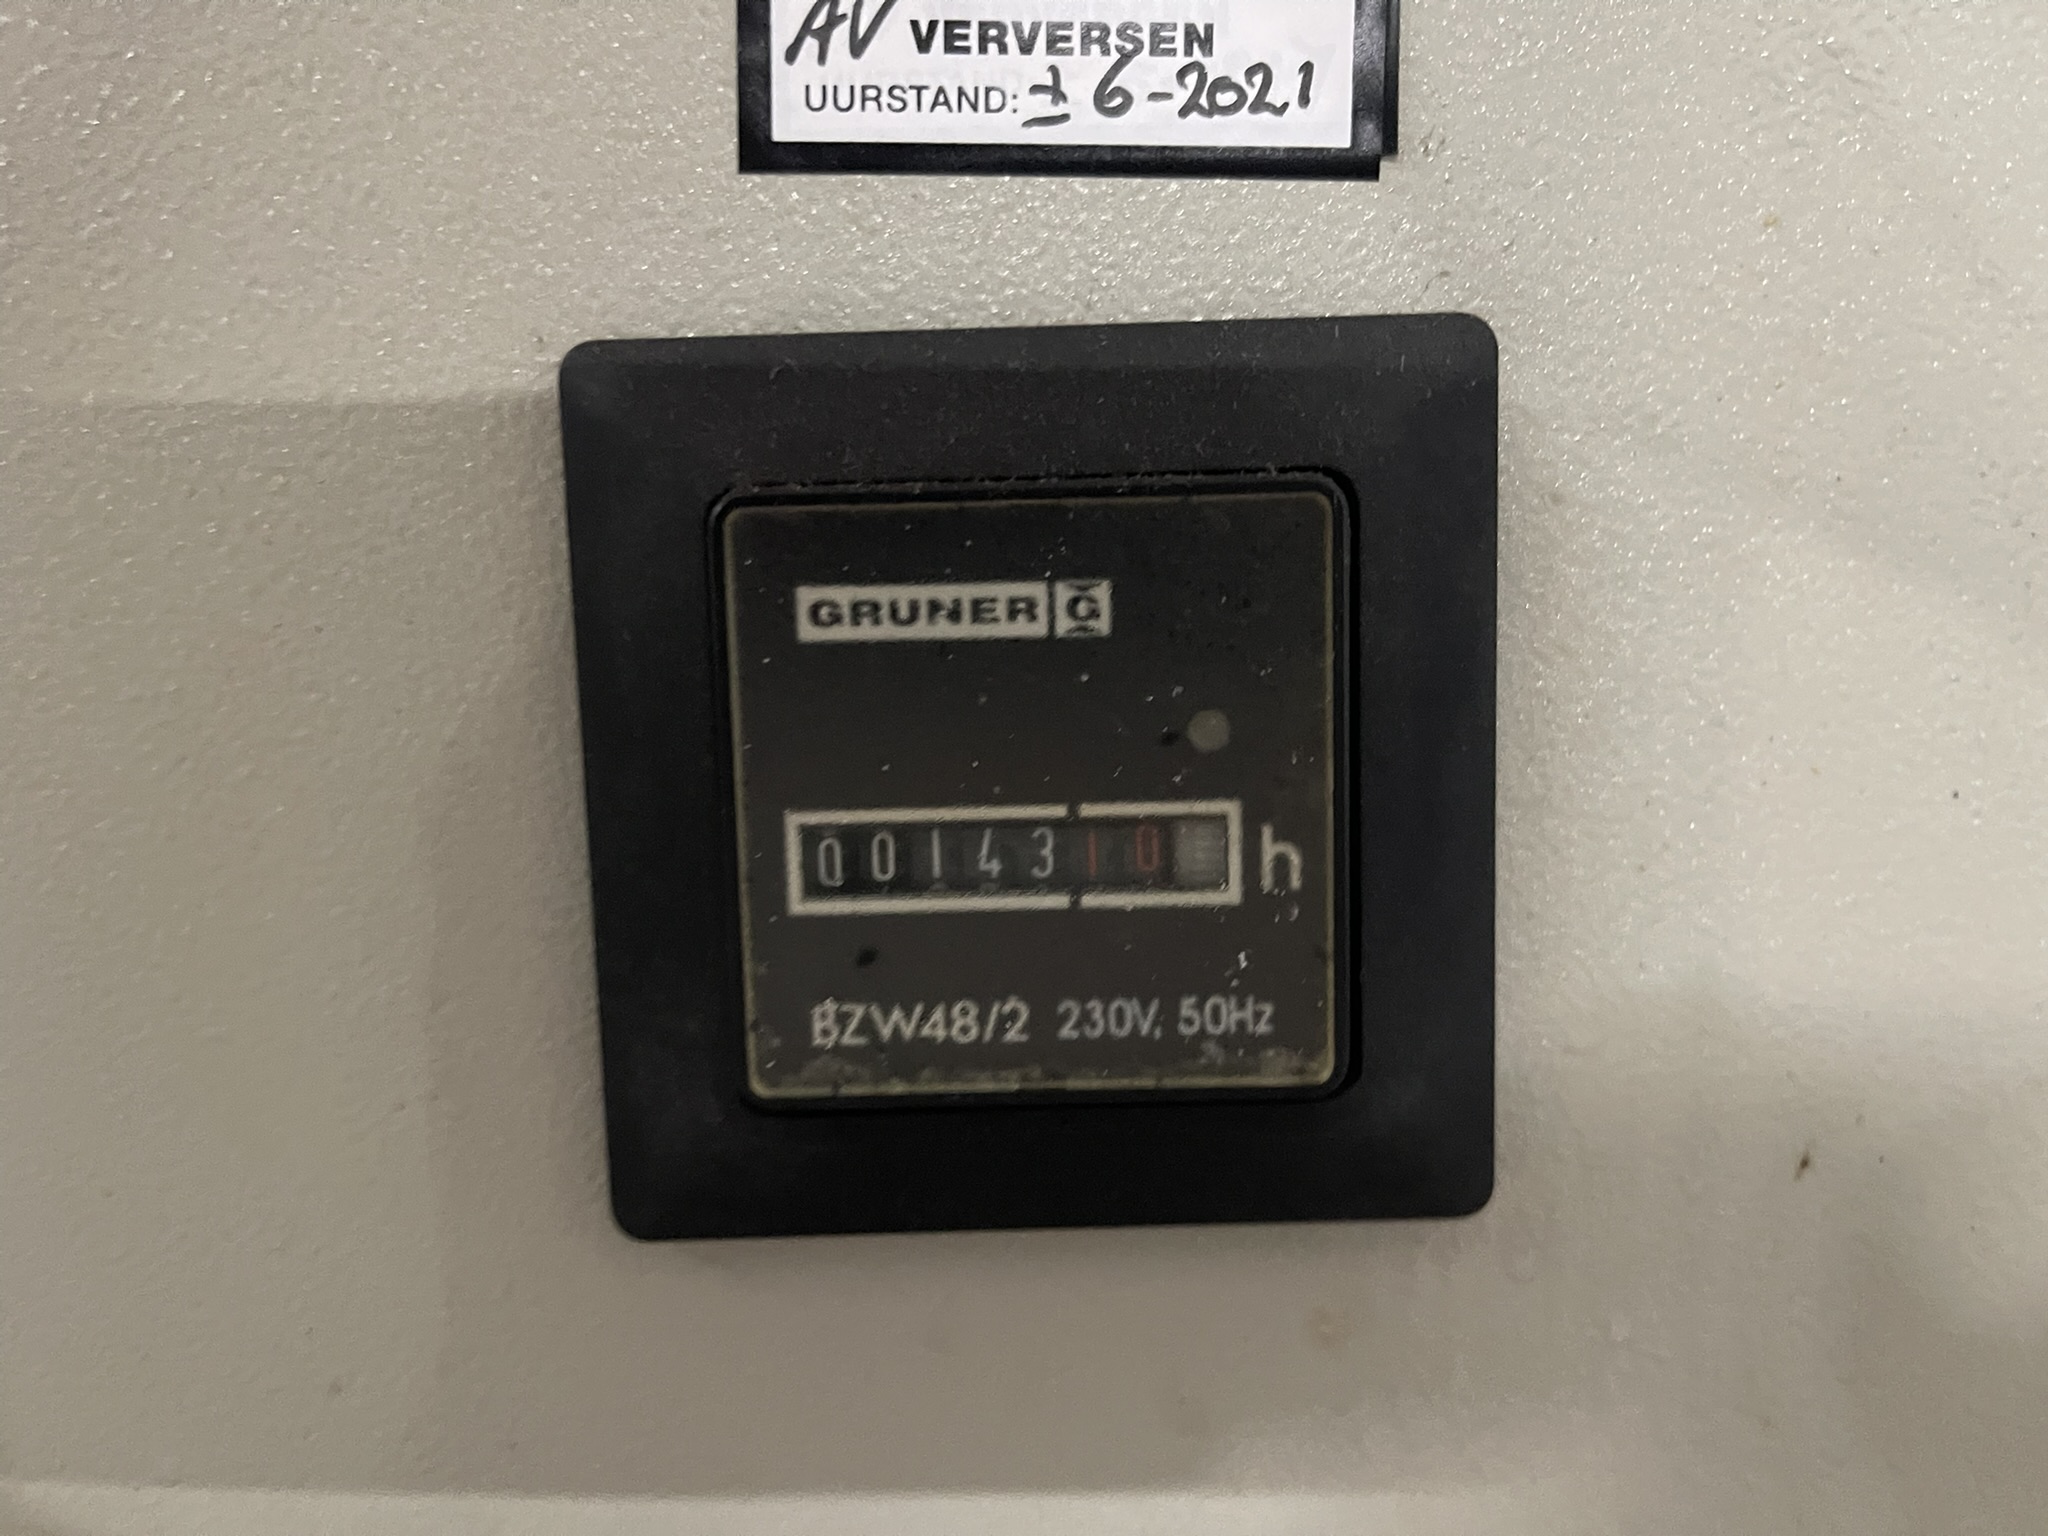 AV VERVERSEN
UURSTAND: ± 6-2021
GRUNER G
0014310 h
BZW48/2 230V, 50Hz